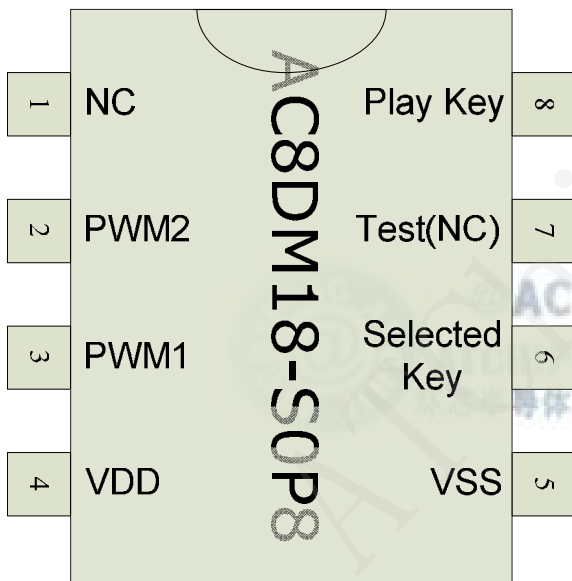 1 NC
2 PWM2
3 PWM1
4 VDD
AC8DM18-SOP8
Play Key 8
Test(NC) 7
Selected
Key 6
VSS 5
AC